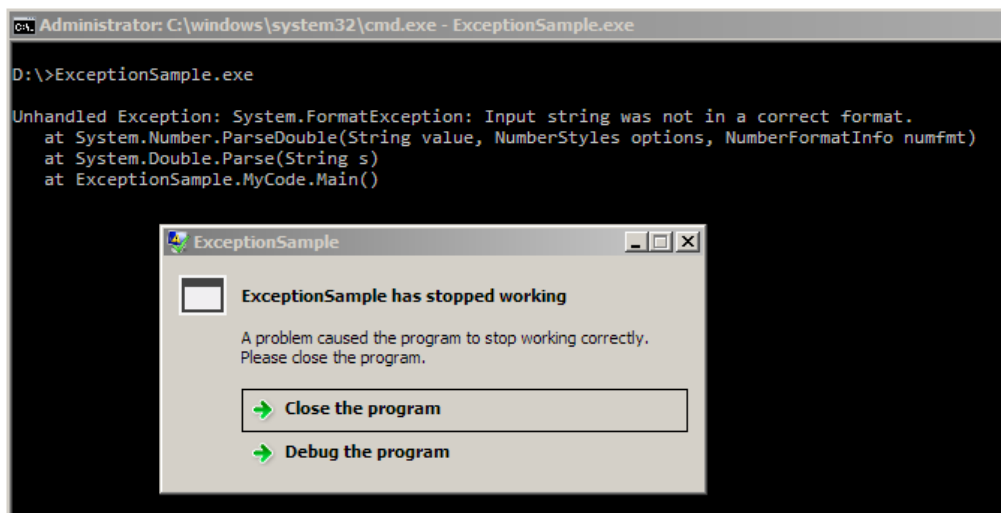 Administrator: C:\windows\system32\cmd.exe - ExceptionSample.exe
D:\>ExceptionSample.exe
Unhandled Exception: System.FormatException: Input string was not in a correct format.
at System.Number.ParseDouble(String value, NumberStyles options, NumberFormatInfo numfmt)
at System.Double.Parse(String s)
at ExceptionSample.MyCode.Main()
ExceptionSample
ExceptionSample has stopped working
A problem caused the program to stop working correctly.
Please close the program.
Close the program
Debug the program